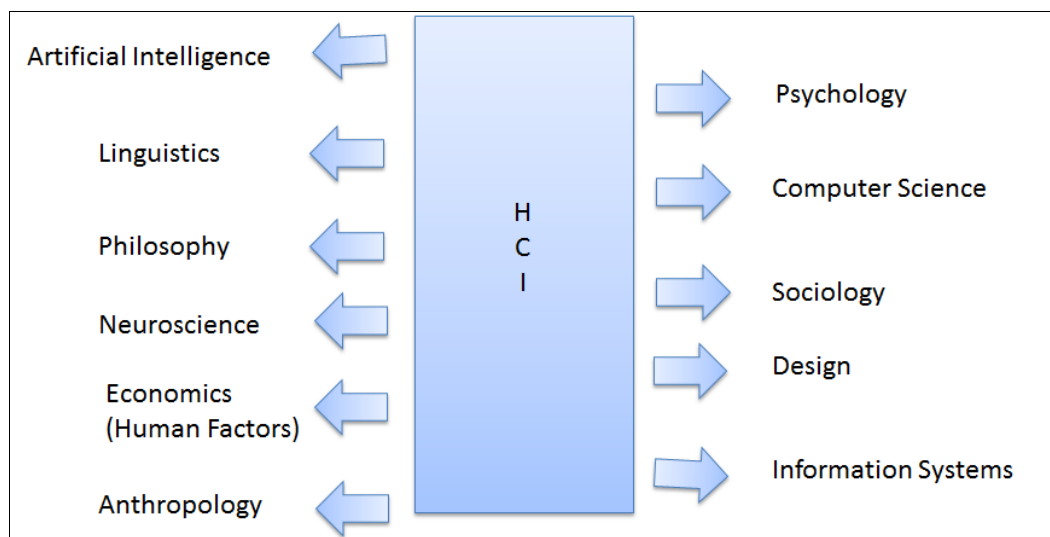 Artificial Intelligence
Linguistics
Philosophy
Neuroscience
Economics
(Human Factors)
Anthropology
H
C
I
Psychology
Computer Science
Sociology
Design
Information Systems